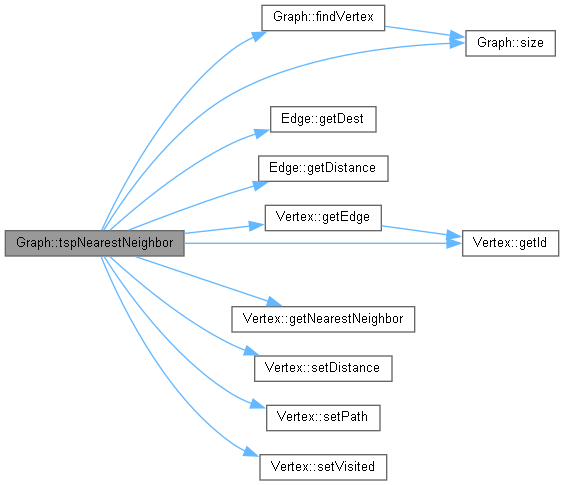 Graph::findVertex
Graph::size
Edge::getDest
Edge::getDistance
Vertex::getEdge
Graph::tspNearestNeighbor
Vertex::getId
Vertex::getNearestNeighbor
Vertex::setDistance
Vertex::setPath
Vertex::setVisited